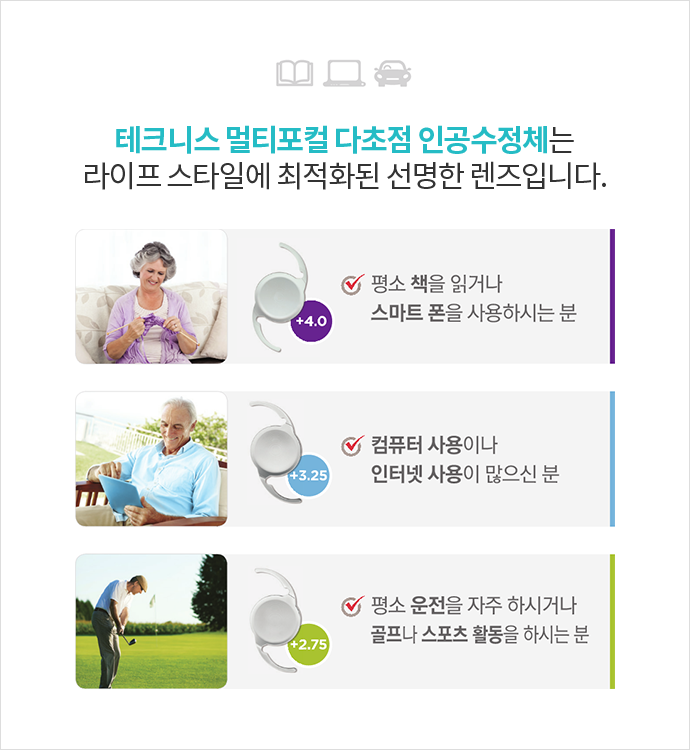 테크니스 멀티포컬 다초점 인공수정체는
라이프 스타일에 최적화된 선명한 렌즈입니다.
+4.0
평소 책을 읽거나
스마트 폰을 사용하시는 분
+3.25
컴퓨터 사용이나
인터넷 사용이 많으신 분
+2.75
평소 운전을 자주 하시거나
골프나 스포츠 활동을 하시는 분